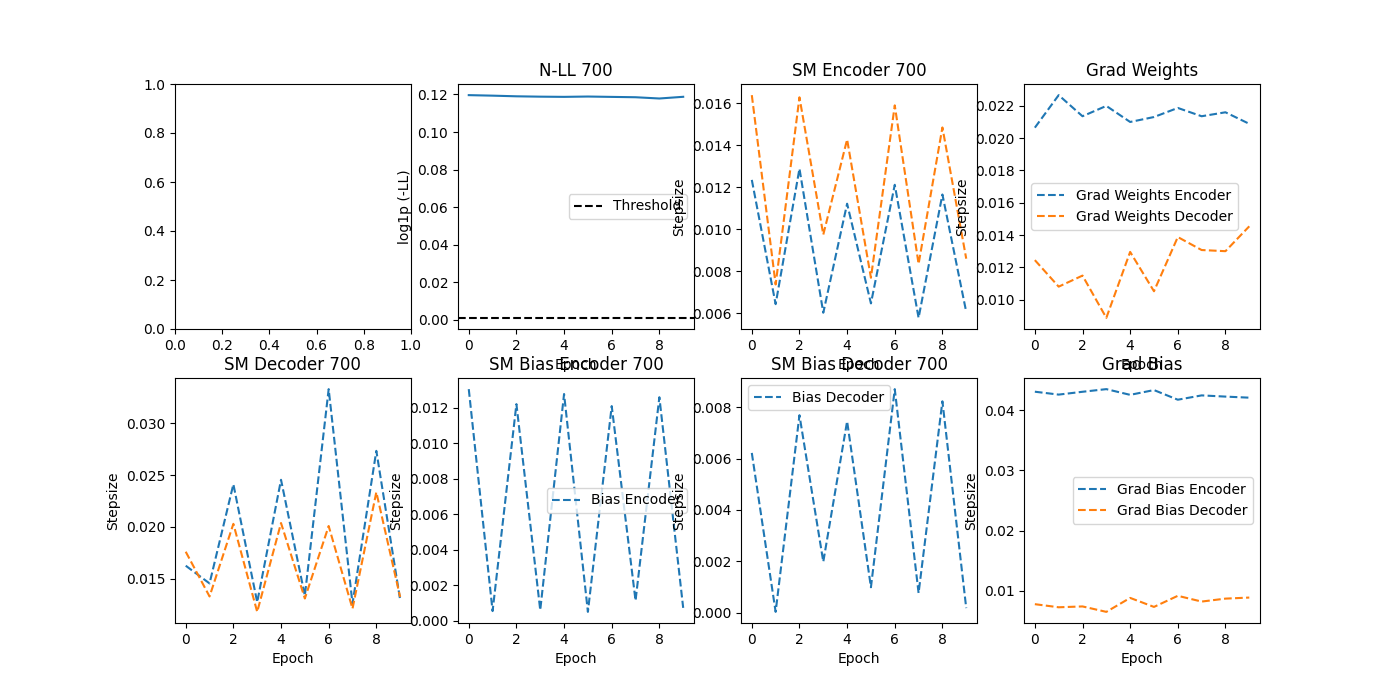 N-LL 700
SM Encoder 700
Grad Weights
1.0
0.8
0.6
0.4
0.2
0.0
0.0 0.2 0.4 0.6 0.8 1.0
log1p (-LL)
0.12
0.10
0.08
0.06
0.04
0.02
0.00
Threshold
0 2 4 6 8
Epoch
Stepsize
0.016
0.014
0.012
0.010
0.008
0.006
0 2 4 6 8
Epoch
Stepsize
0.022
0.020
0.014
0.012
0.010
Grad Weights Encoder
Grad Weights Decoder
0 2 4 6 8
Epoch
SM Decoder 700
SM Bias Encoder 700
SM Bias Decoder 700
Grad Bias
Stepsize
0.030
0.025
0.020
0.015
0 2 4 6 8
Epoch
Stepsize
0.012
0.010
0.008
0.006
0.004
0.002
0.000
Bias Encoder
0 2 4 6 8
Epoch
Stepsize
0.008
0.006
0.004
0.002
0.000
Bias Decoder
0 2 4 6 8
Epoch
Stepsize
0.04
0.03
0.02
0.01
Grad Bias Encoder
Grad Bias Decoder
0 2 4 6 8
Epoch